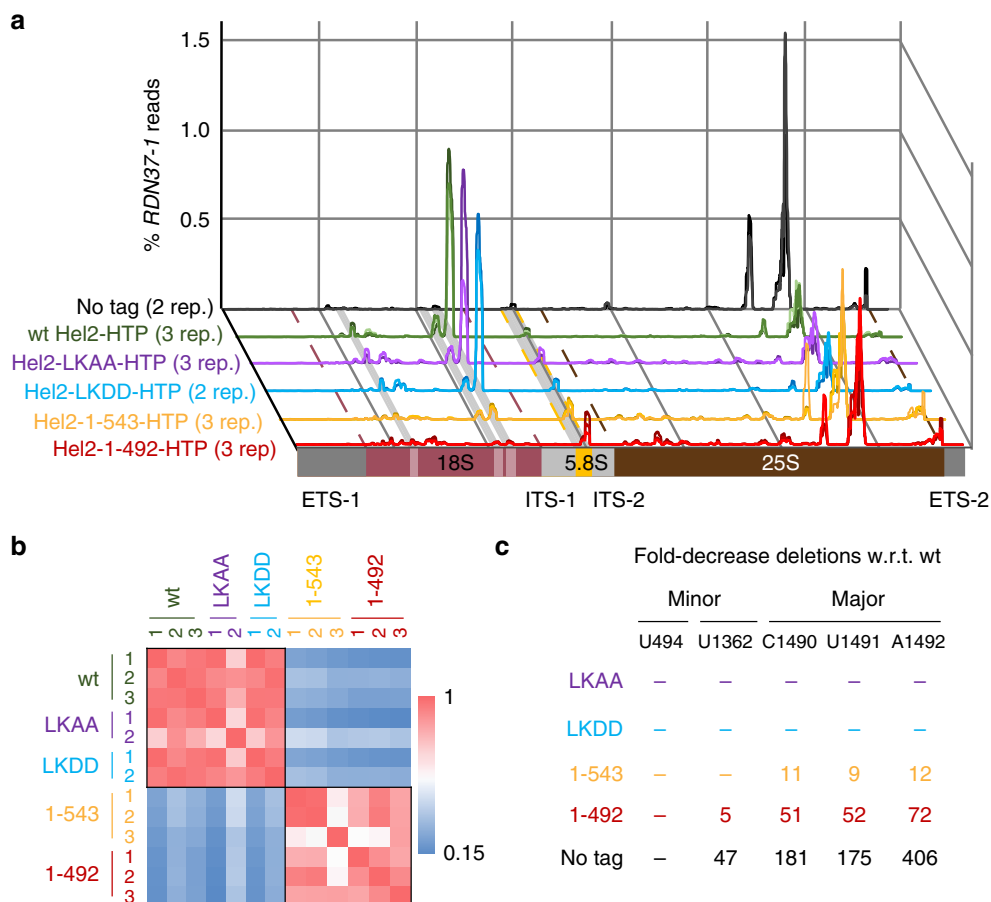 a
% RDN37-1 reads
1.5
1.0
0.5
No tag (2 rep.)
wt Hel2-HTP (3 rep.)
Hel2-LKAA-HTP (3 rep.)
Hel2-LKDD-HTP (2 rep.)
Hel2-1-543-HTP (3 rep.)
Hel2-1-492-HTP (3 rep)
18S 5.8S 25S
ETS-1 ITS-1 ITS-2 ETS-2
b
wt LKAA LKDD 1-543 1-492
1 2 3 1 2 1 2 1 2 3 1 2 3
wt 1 2 3
LKAA 1 2
LKDD 1 2
1-543 1 2 3
1-492 1 2 3
1
0.15
c
Fold-decrease deletions w.r.t. wt
Minor Major
U494 U1362 C1490 U1491 A1492
LKAA – – – – –
LKDD – – – – –
1-543 – – 11 9 12
1-492 – 5 51 52 72
No tag – 47 181 175 406